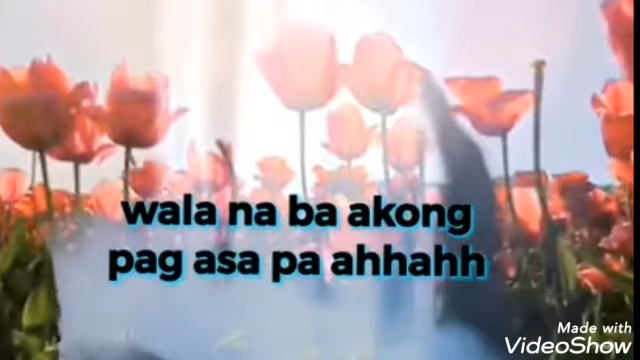 wala na ba akong
pag asa pa ahhahh
Made with
VideoShow